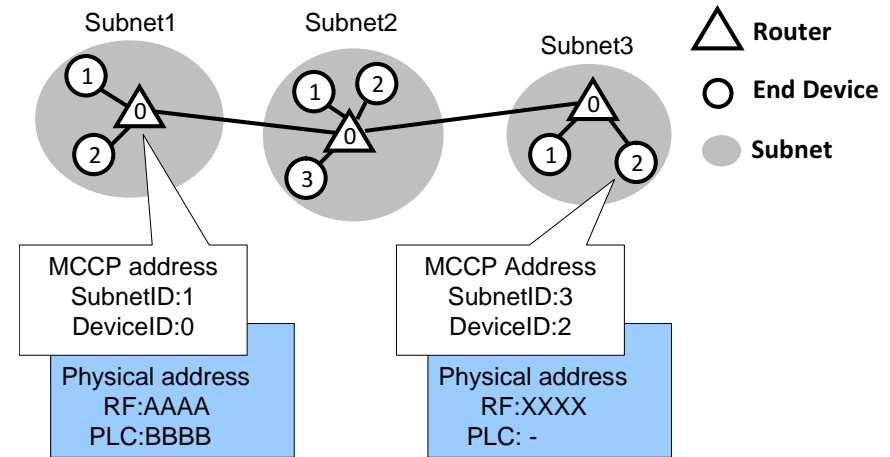 Subnet1
Subnet2
Subnet3
Router
End Device
Subnet
1
0
2
1
2
0
3
0
1
2
MCCP address
SubnetID:1
DeviceID:0
Physical address
RF:AAAA
PLC:BBBB
MCCP Address
SubnetID:3
DeviceID:2
Physical address
RF:XXXX
PLC: -